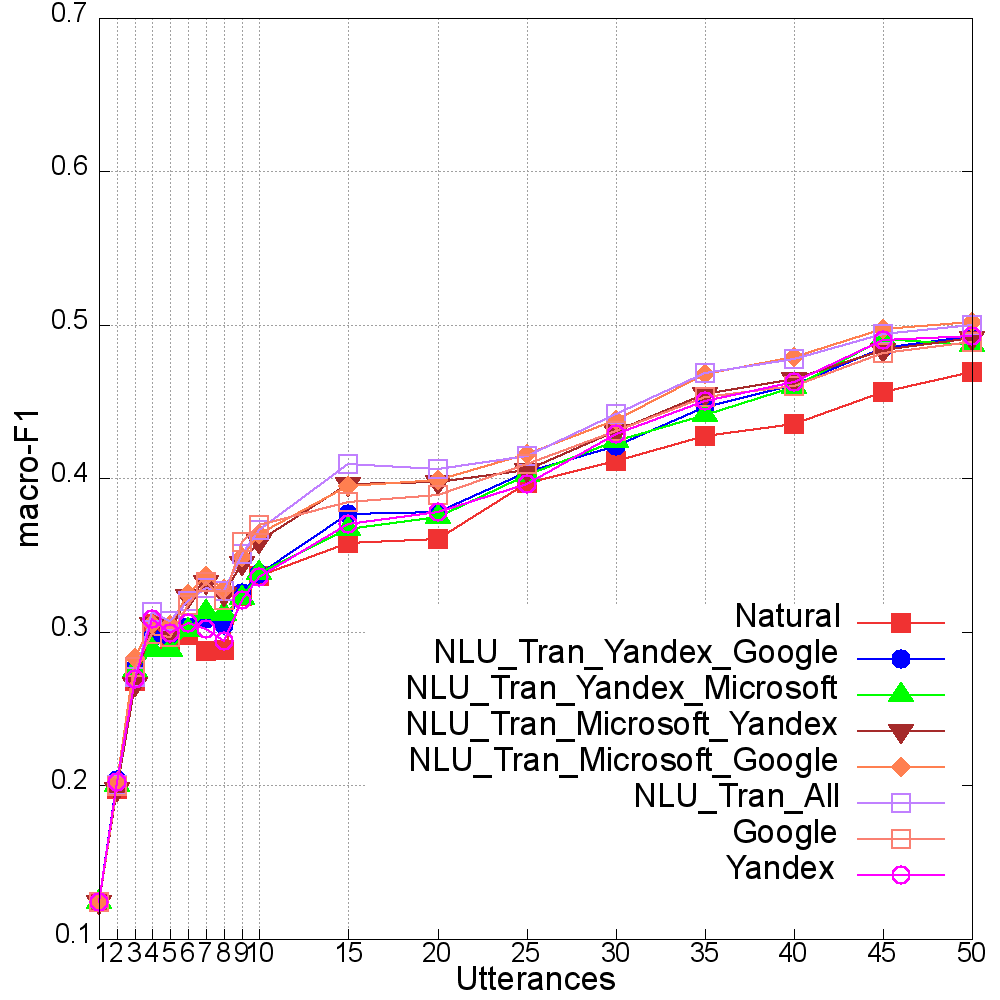 0.7
0.6
0.5
0.4
0.3
0.2
0.1
macro-F1
Natural
NLU_Tran_Yandex_Google
NLU_Tran_Yandex_Microsoft
NLU_Tran_Microsoft_Yandex
NLU_Tran_Microsoft_Google
NLU_Tran_All
Google
Yandex
1 2 3 4 5 6 7 8 9 10 15 20 25 30 35 40 45 50
Utterances